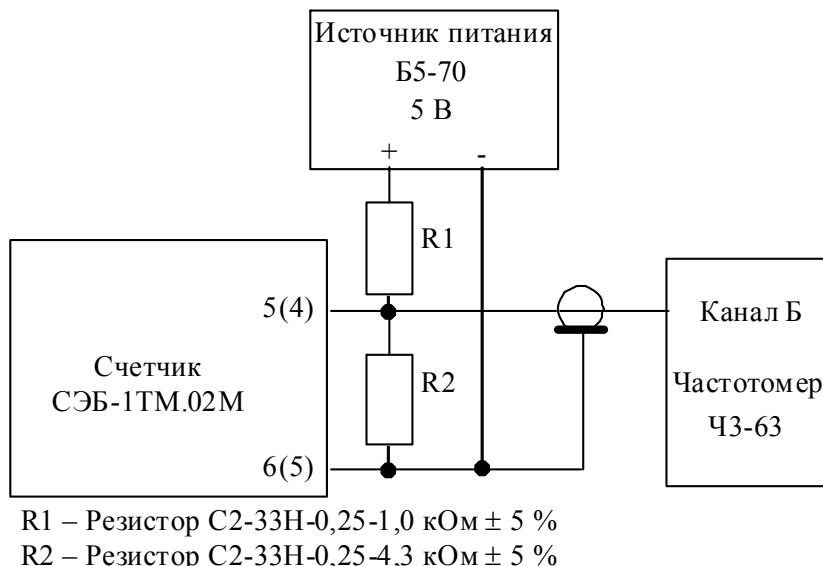 Источник питания
Б5-70
5 В
+ -
R1
5(4)
Канал Б
Счетчик
СЭБ-1ТМ.02М
R2
Частотомер
Ч3-63
6(5)
R1 – Резистор С2-33Н-0,25-1,0 кОм ± 5 %
R2 – Резистор С2-33Н-0,25-4,3 кОм ± 5 %